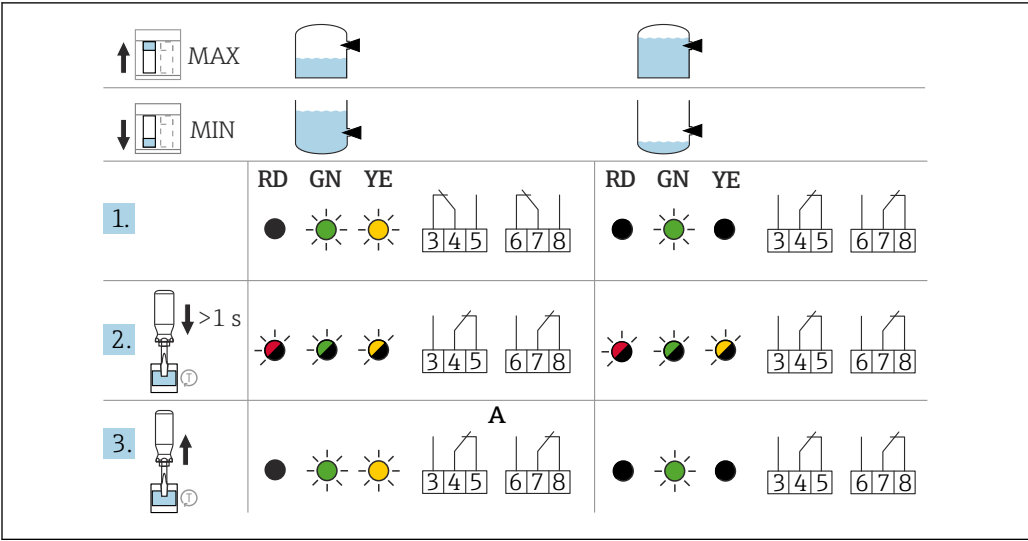 MAX
MIN
RD GN YE RD GN YE
1. 3 4 5 6 7 8 3 4 5 6 7 8
>1 s
2. 3 4 5 6 7 8 3 4 5 6 7 8
T
A
3. 3 4 5 6 7 8 3 4 5 6 7 8
T